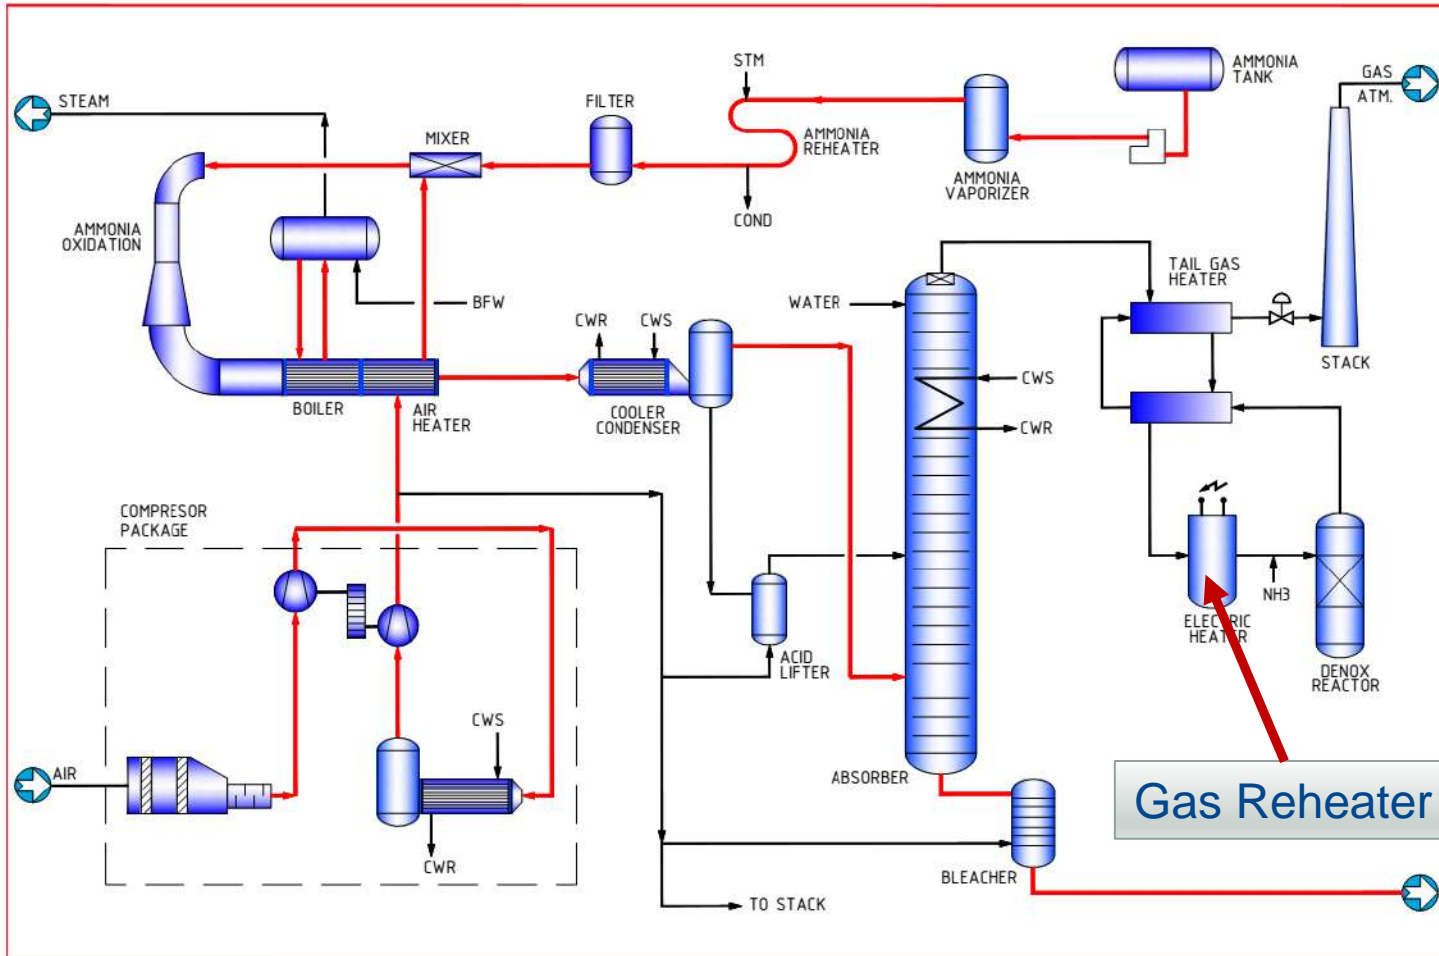 STM
AMMONIA
TANK
GAS
ATM.
STEAM
FILTER
MIXER
AMMONIA
REHEATER
AMMONIA
VAPORIZER
COND
AMMONIA
OXIDATION
TAIL GAS
HEATER
BFW
WATER
CWR
CWS
STACK
CWS
BOILER
AIR
HEATER
COOLER
CONDENSER
CWR
COMPRESOR
PACKAGE
NH3
ELECTRIC
HEATER
ACID
LIFTER
DENOX
REACTOR
CWS
AIR
ABSORBER
Gas Reheater
CWR
BLEACHER
TO STACK